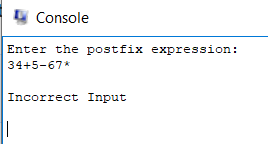 Console
Enter the postfix expression:
34+5-67*
Incorrect Input